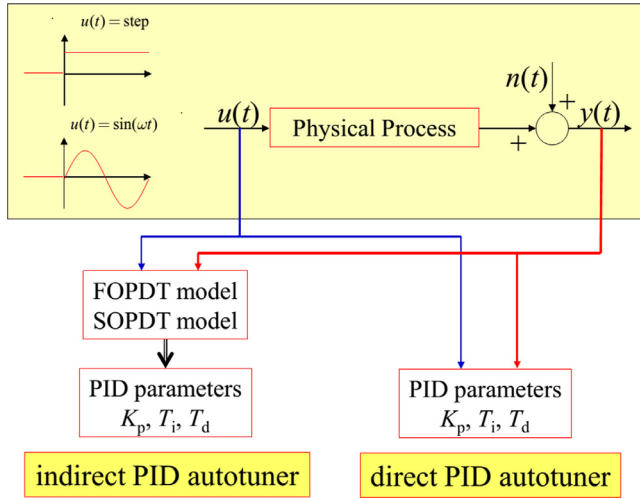 u(t) = step
n(t)
+
u(t)
Physical Process
+
y(t)
u(t) = sin(ωt)
FOPDT model
SOPDT model
PID parameters
Kp, Ti, Td
PID parameters
Kp, Ti, Td
indirect PID autotuner
direct PID autotuner